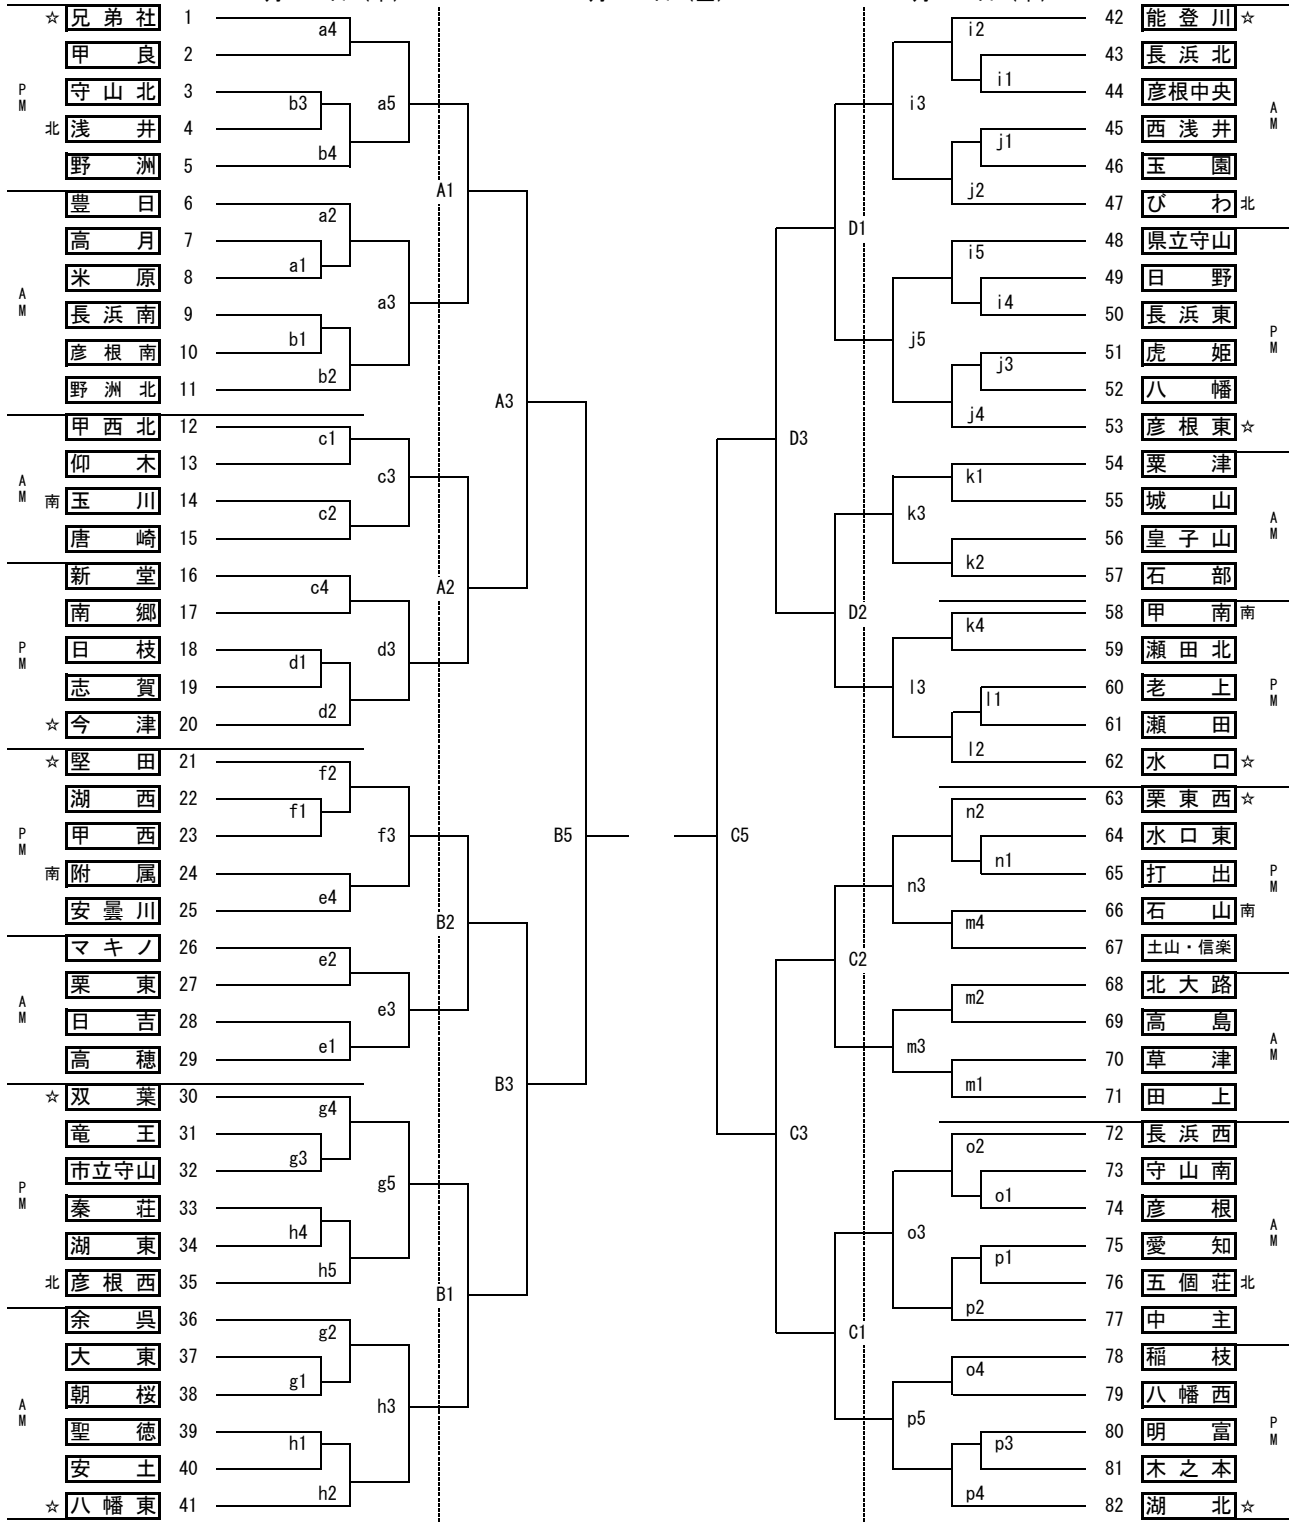 ☆ 兄弟社 1
甲良 2
守山北 3
北 浅井 4
野洲 5
豊日 6
高月 7
米原 8
長浜南 9
彦根南 10
野洲北 11
甲西北 12
仰木 13
南 玉川 14
唐崎 15
新堂 16
南郷 17
日枝 18
志賀 19
☆ 今津 20
☆ 堅田 21
湖西 22
甲西 23
南 附属 24
安曇川 25
マキノ 26
栗東 27
日吉 28
高穂 29
☆ 双葉 30
竜王 31
市立守山 32
秦荘 33
湖東 34
北 彦根西 35
余呉 36
大東 37
朝桜 38
聖徳 39
安土 40
☆ 八幡東 41
PM
AM
AM
PM
PM
AM
PM
AM
a4
b3
b4
a5
a2
a1
a3
b1
b2
A1
c1
c3
c2
c4
d3
d1
d2
A2
A3
f2
f1
f3
e4
e2
e3
e1
B2
g4
g3
g5
h4
h5
g2
g1
h3
h1
h2
B1
B3
B5
C5
D3
D1
D2
C3
C2
C1
i2
i1
i3
j1
j2
i5
i4
j5
j3
j4
k1
k3
k2
k4
l3
l1
l2
n2
n1
n3
m4
m2
m3
m1
o2
o1
o3
p1
p2
o4
p5
p3
p4
42 能登川 ☆
43 長浜北
44 彦根中央
45 西浅井
46 玉園
47 びわ 北
48 県立守山
49 日野
50 長浜東
51 虎姫
52 八幡
53 彦根東 ☆
54 粟津
55 城山
56 皇子山
57 石部
58 甲南 南
59 瀬田北
60 老上
61 瀬田
62 水口 ☆
63 栗東西 ☆
64 水口東
65 打出
66 石山 南
67 土山・信楽
68 北大路
69 高島
70 草津
71 田上
72 長浜西
73 守山南
74 彦根
75 愛知
76 五個荘 北
77 中主
78 稲枝
79 八幡西
80 明富
81 木之本
82 湖北 ☆
AM
PM
AM
PM
PM
AM
AM
PM